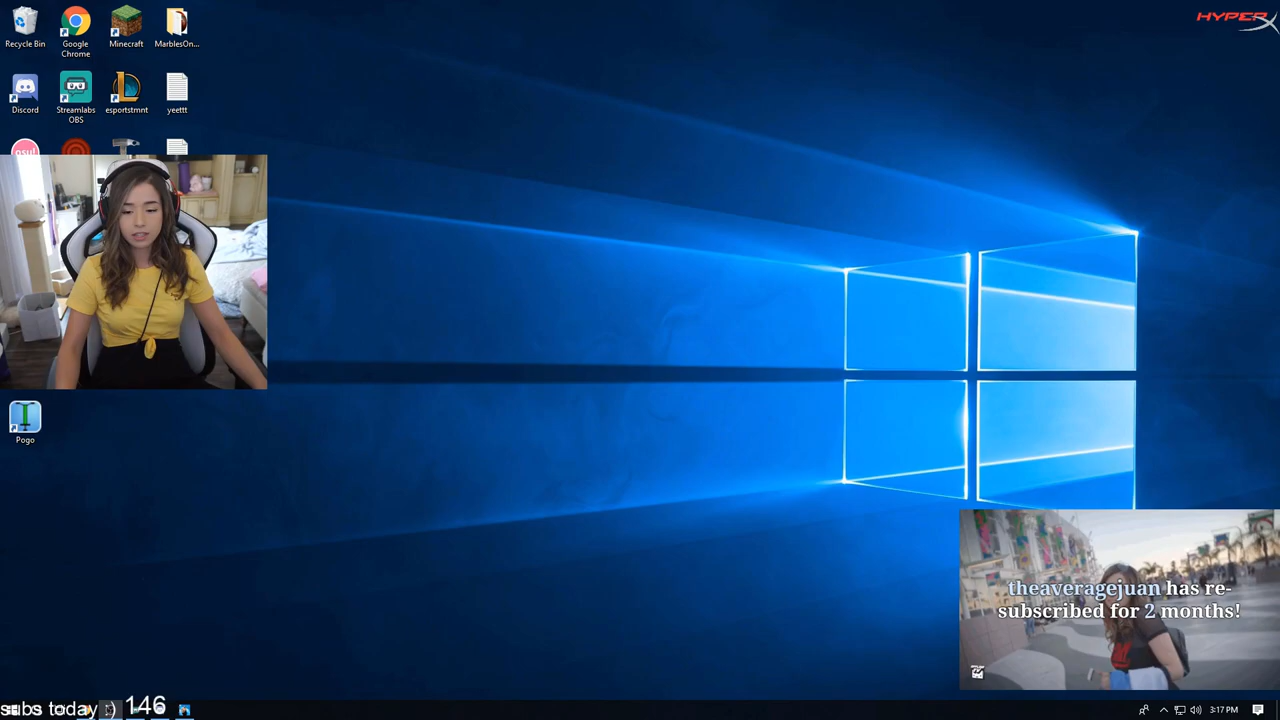 HYPERX
Recycle Bin
Google
Chrome
Minecraft
MarblesOn...
Discord
Streamlabs
OBS
esportstmnt
yeettt
osu!
Pogo
theaveragejuan has re-
subscribed for 2 months!
subs today :) 146
3:17 PM